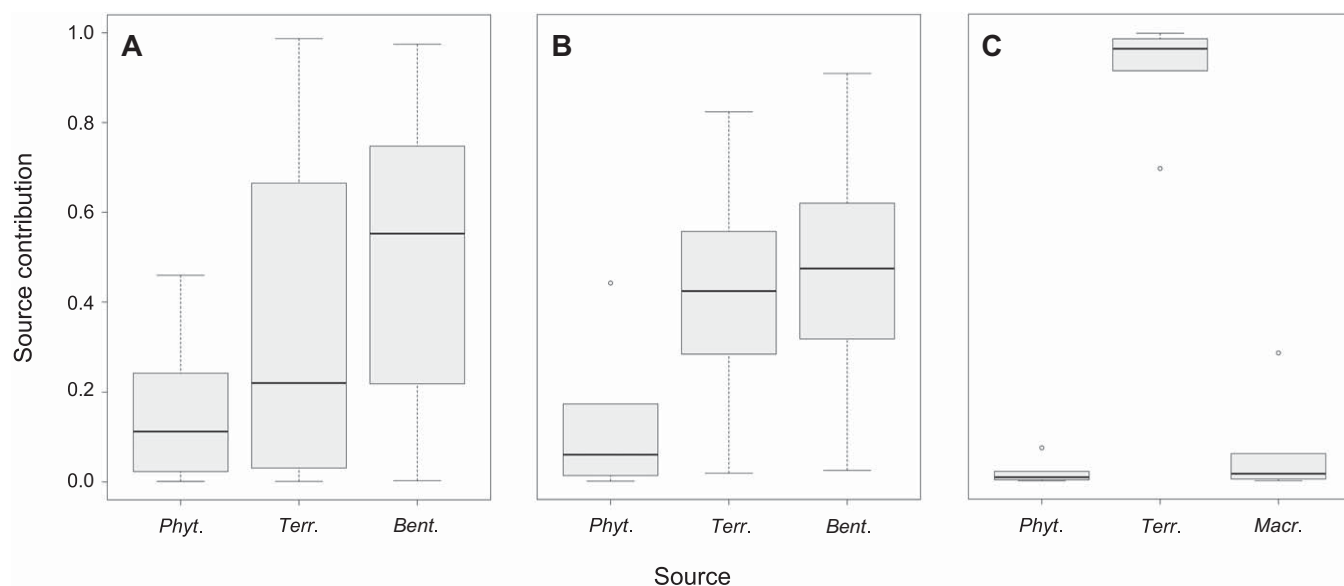 A
B
C
1.0
0.8
0.6
0.4
0.2
0.0
Source contribution
Phyt. Terr. Bent.
Phyt. Terr. Bent.
Phyt. Terr. Macr.
Source